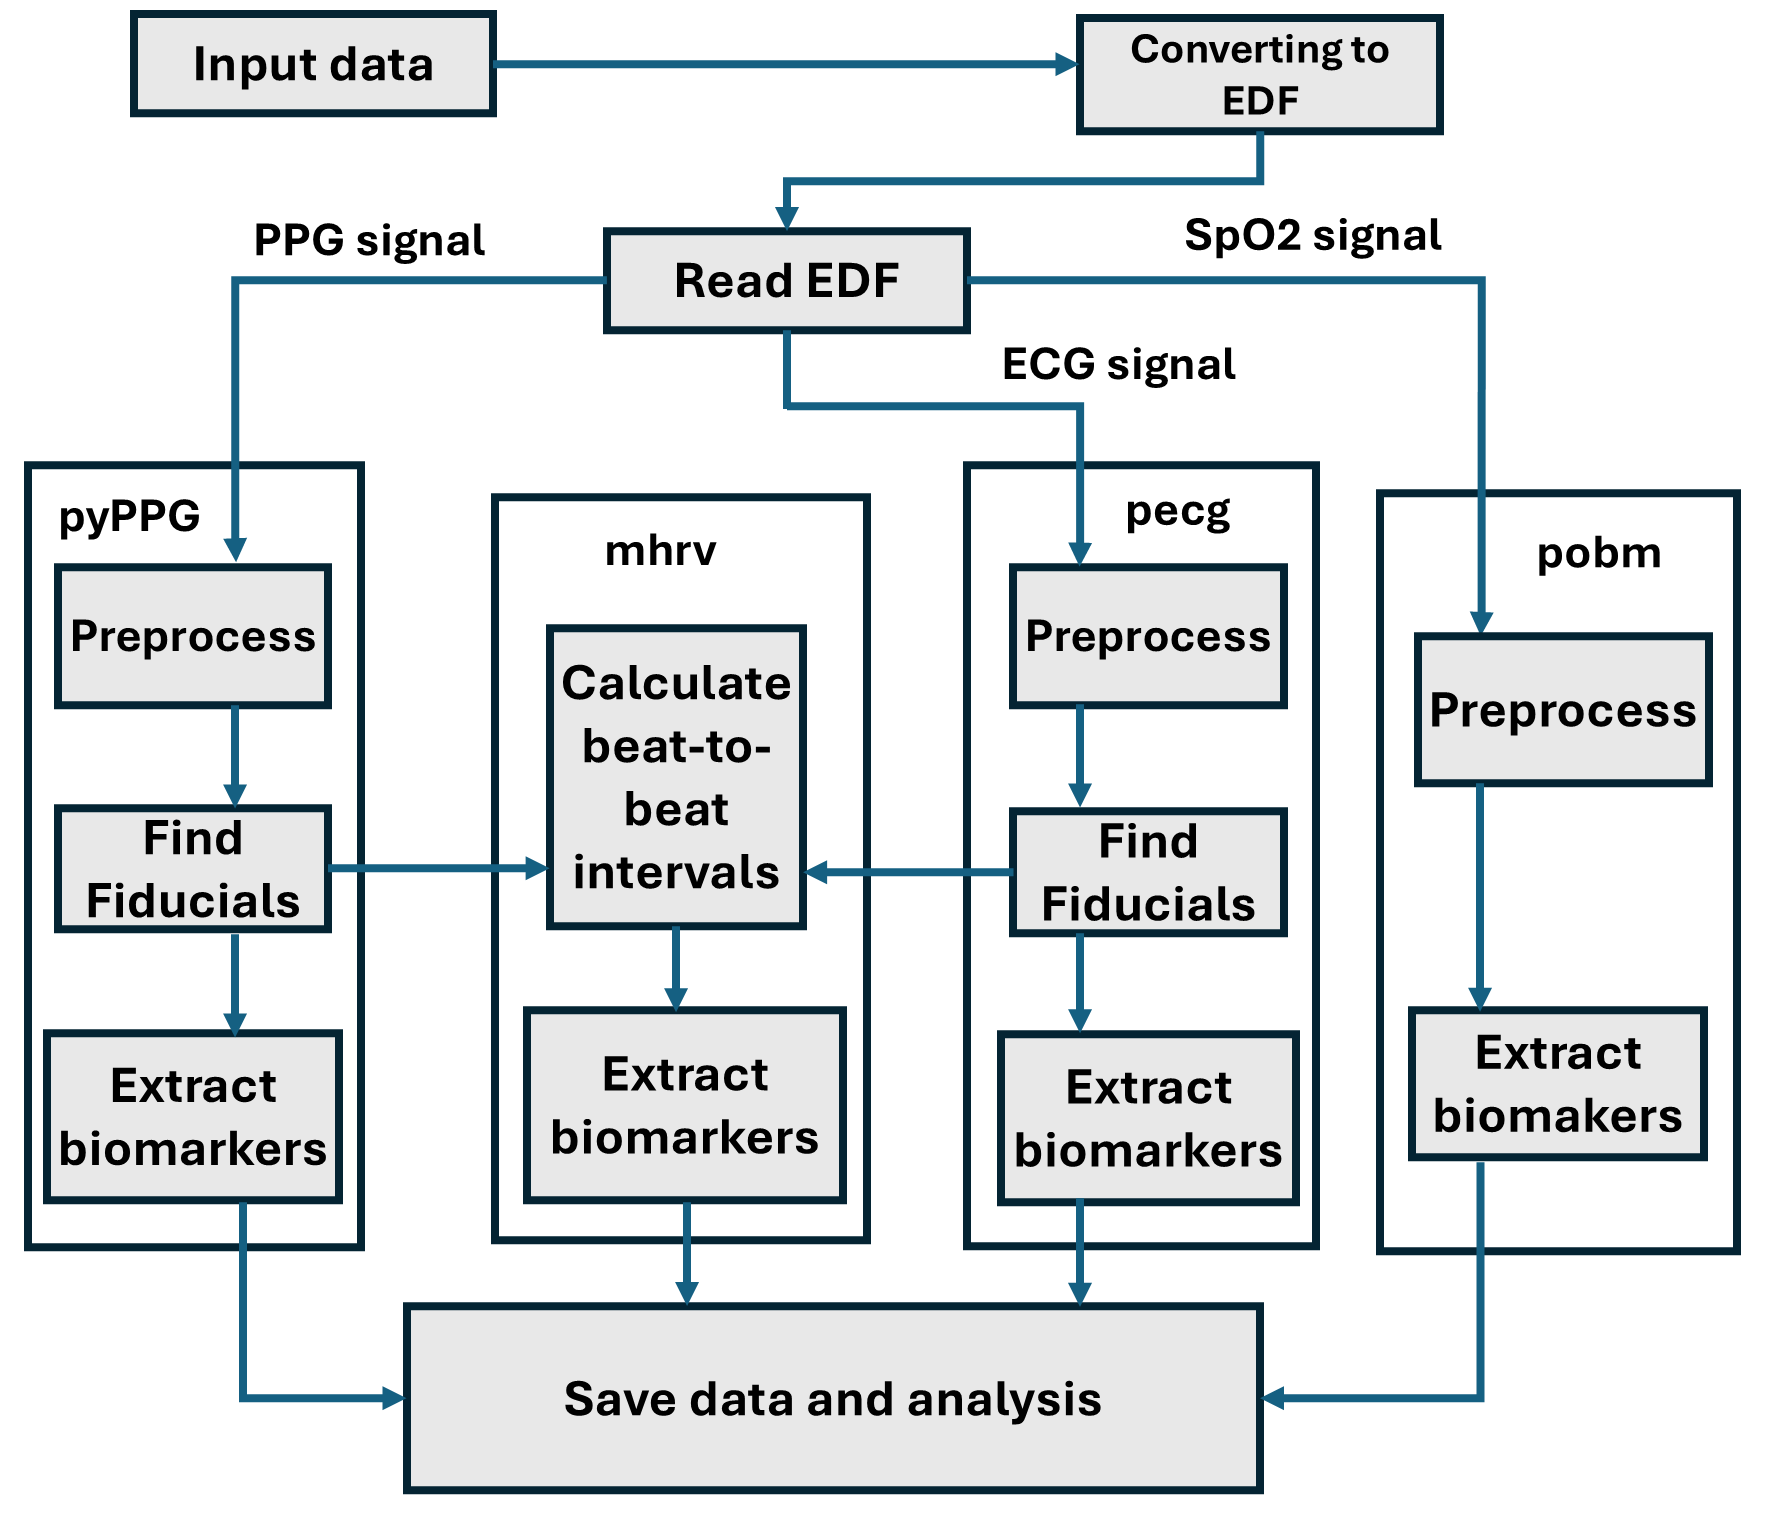 Input data
Converting to
EDF
PPG signal
Read EDF
SpO2 signal
ECG signal
pyPPG
Preprocess
Find
Fiducials
Extract
biomarkers
mhrv
Calculate
beat-to-
beat
intervals
Extract
biomarkers
pecg
Preprocess
Find
Fiducials
Extract
biomarkers
pobm
Preprocess
Extract
biomakers
Save data and analysis